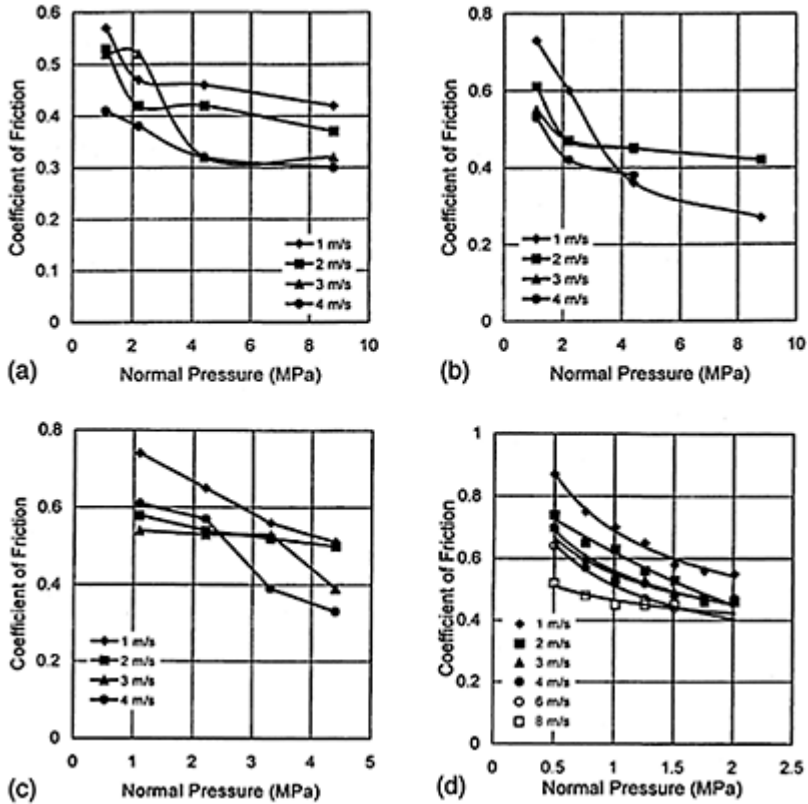 0.6
0.5
0.4
0.3
0.2
0.1
0
Coefficient of Friction
1 m/s
2 m/s
3 m/s
4 m/s
0 2 4 6 8 10
Normal Pressure (MPa)
(a)
0.8
0.6
0.4
0.2
0
Coefficient of Friction
1 m/s
2 m/s
3 m/s
4 m/s
0 2 4 6 8 10
Normal Pressure (MPa)
(b)
0.8
0.6
0.4
0.2
0
Coefficient of Friction
1 m/s
2 m/s
3 m/s
4 m/s
0 1 2 3 4 5
Normal Pressure (MPa)
(c)
1
0.8
0.6
0.4
0.2
0
Coefficient of Friction
1 m/s
2 m/s
3 m/s
4 m/s
6 m/s
8 m/s
0 0.5 1.0 1.5 2.0 2.5
Normal Pressure (MPa)
(d)